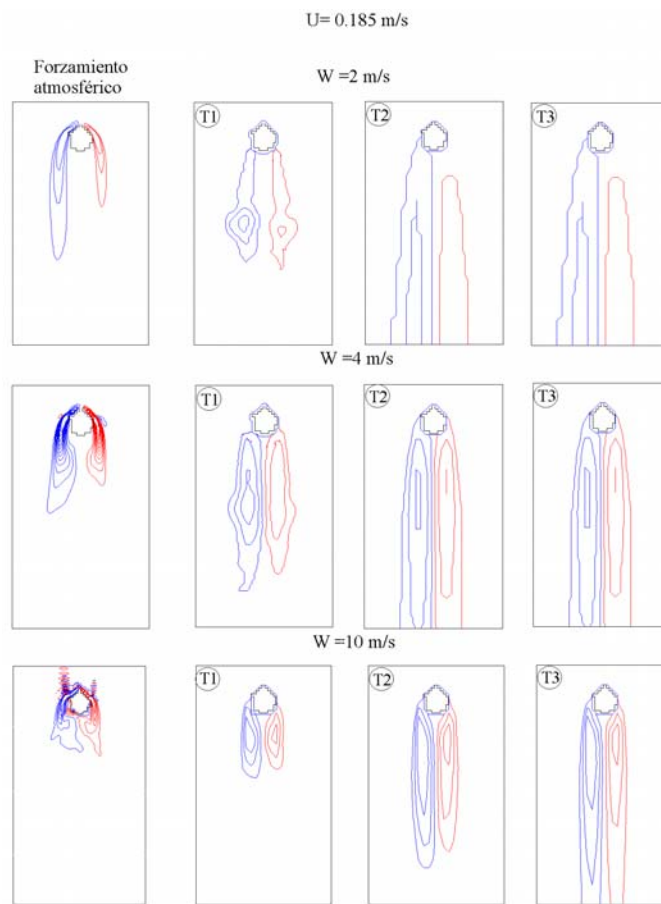 U= 0.185 m/s
Forzamiento
atmosférico
W =2 m/s
T1
T2
T3
W =4 m/s
T1
T2
T3
W =10 m/s
T1
T2
T3